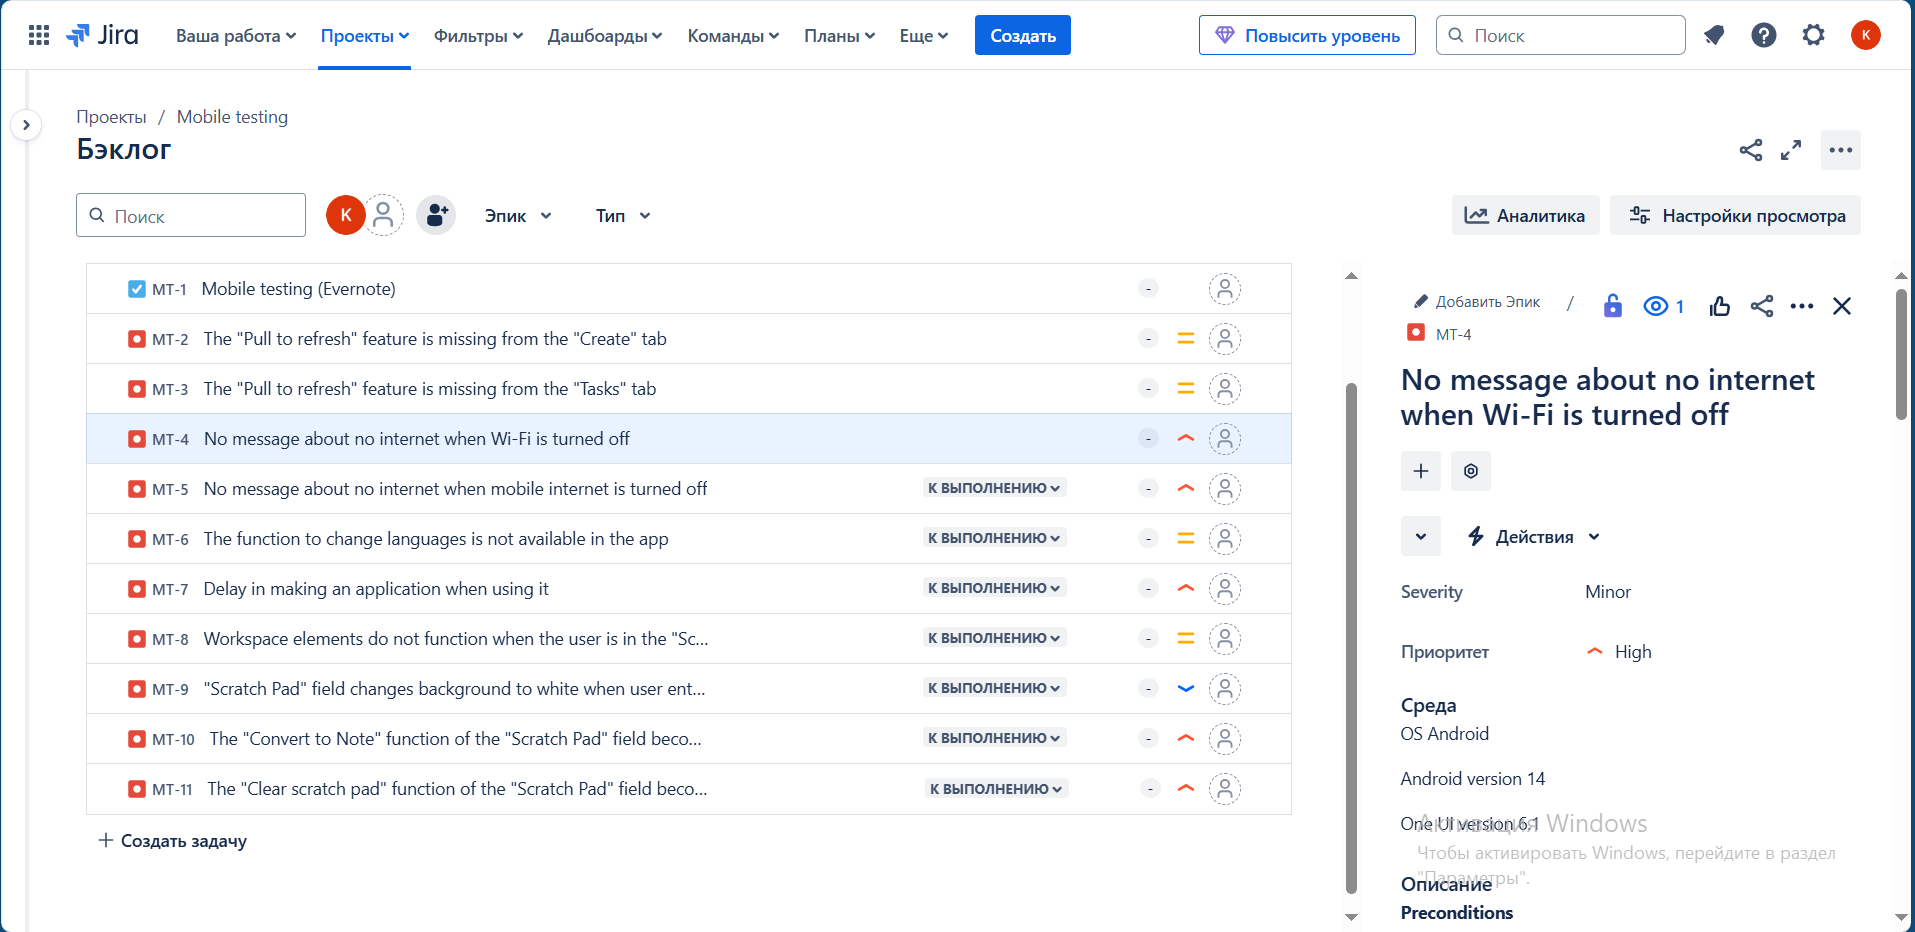 Jira
Ваша работа
Проекты
Фильтры
Дашборды
Команды
Планы
Еще
Создать
Повысить уровень
Поиск
K
Проекты / Mobile testing
Бэклог
Поиск
K
Эпик
Тип
Аналитика
Настройки просмотра
MT-1 Mobile testing (Evernote) -
MT-2 The "Pull to refresh" feature is missing from the "Create" tab -
MT-3 The "Pull to refresh" feature is missing from the "Tasks" tab -
MT-4 No message about no internet when Wi-Fi is turned off -
MT-5 No message about no internet when mobile internet is turned off К ВЫПОЛНЕНИЮ -
MT-6 The function to change languages is not available in the app К ВЫПОЛНЕНИЮ -
MT-7 Delay in making an application when using it К ВЫПОЛНЕНИЮ -
MT-8 Workspace elements do not function when the user is in the "Sc... К ВЫПОЛНЕНИЮ -
MT-9 "Scratch Pad" field changes background to white when user ent... К ВЫПОЛНЕНИЮ -
MT-10 The "Convert to Note" function of the "Scratch Pad" field beco... К ВЫПОЛНЕНИЮ -
MT-11 The "Clear scratch pad" function of the "Scratch Pad" field beco... К ВЫПОЛНЕНИЮ -
+ Создать задачу
Добавить Эпик / 1
MT-4
No message about no internet
when Wi-Fi is turned off
Действия
Severity Minor
Приоритет High
Среда
OS Android
Android version 14
One UI version 6.1
Активация Windows
Чтобы активировать Windows, перейдите в раздел
"Параметры".
Описание
Preconditions